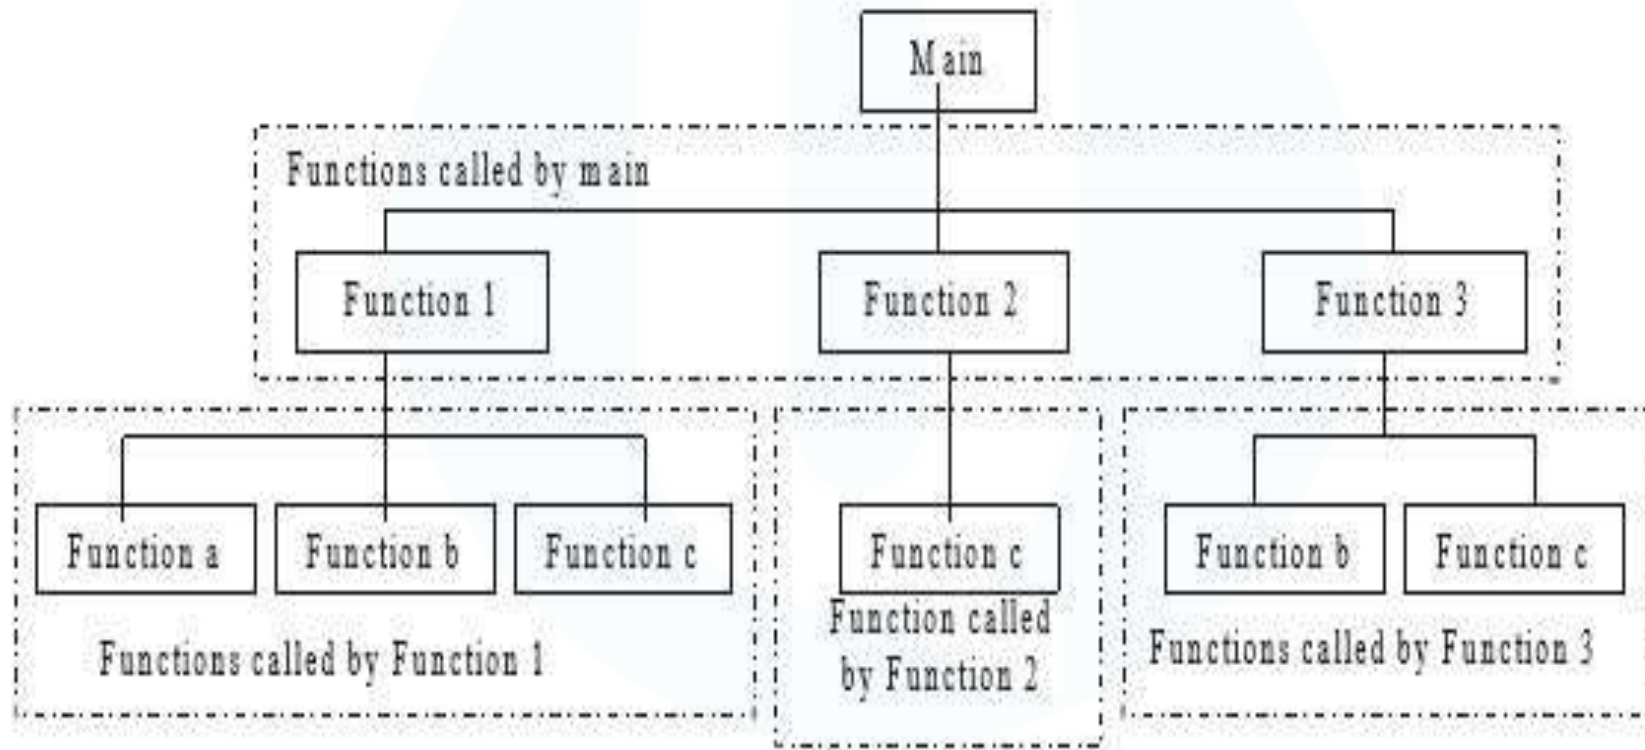 Main
Functions called by main
Function 1
Function 2
Function 3
Function a
Function b
Function c
Functions called by Function 1
Function c
Function called
by Function 2
Function b
Function c
Functions called by Function 3